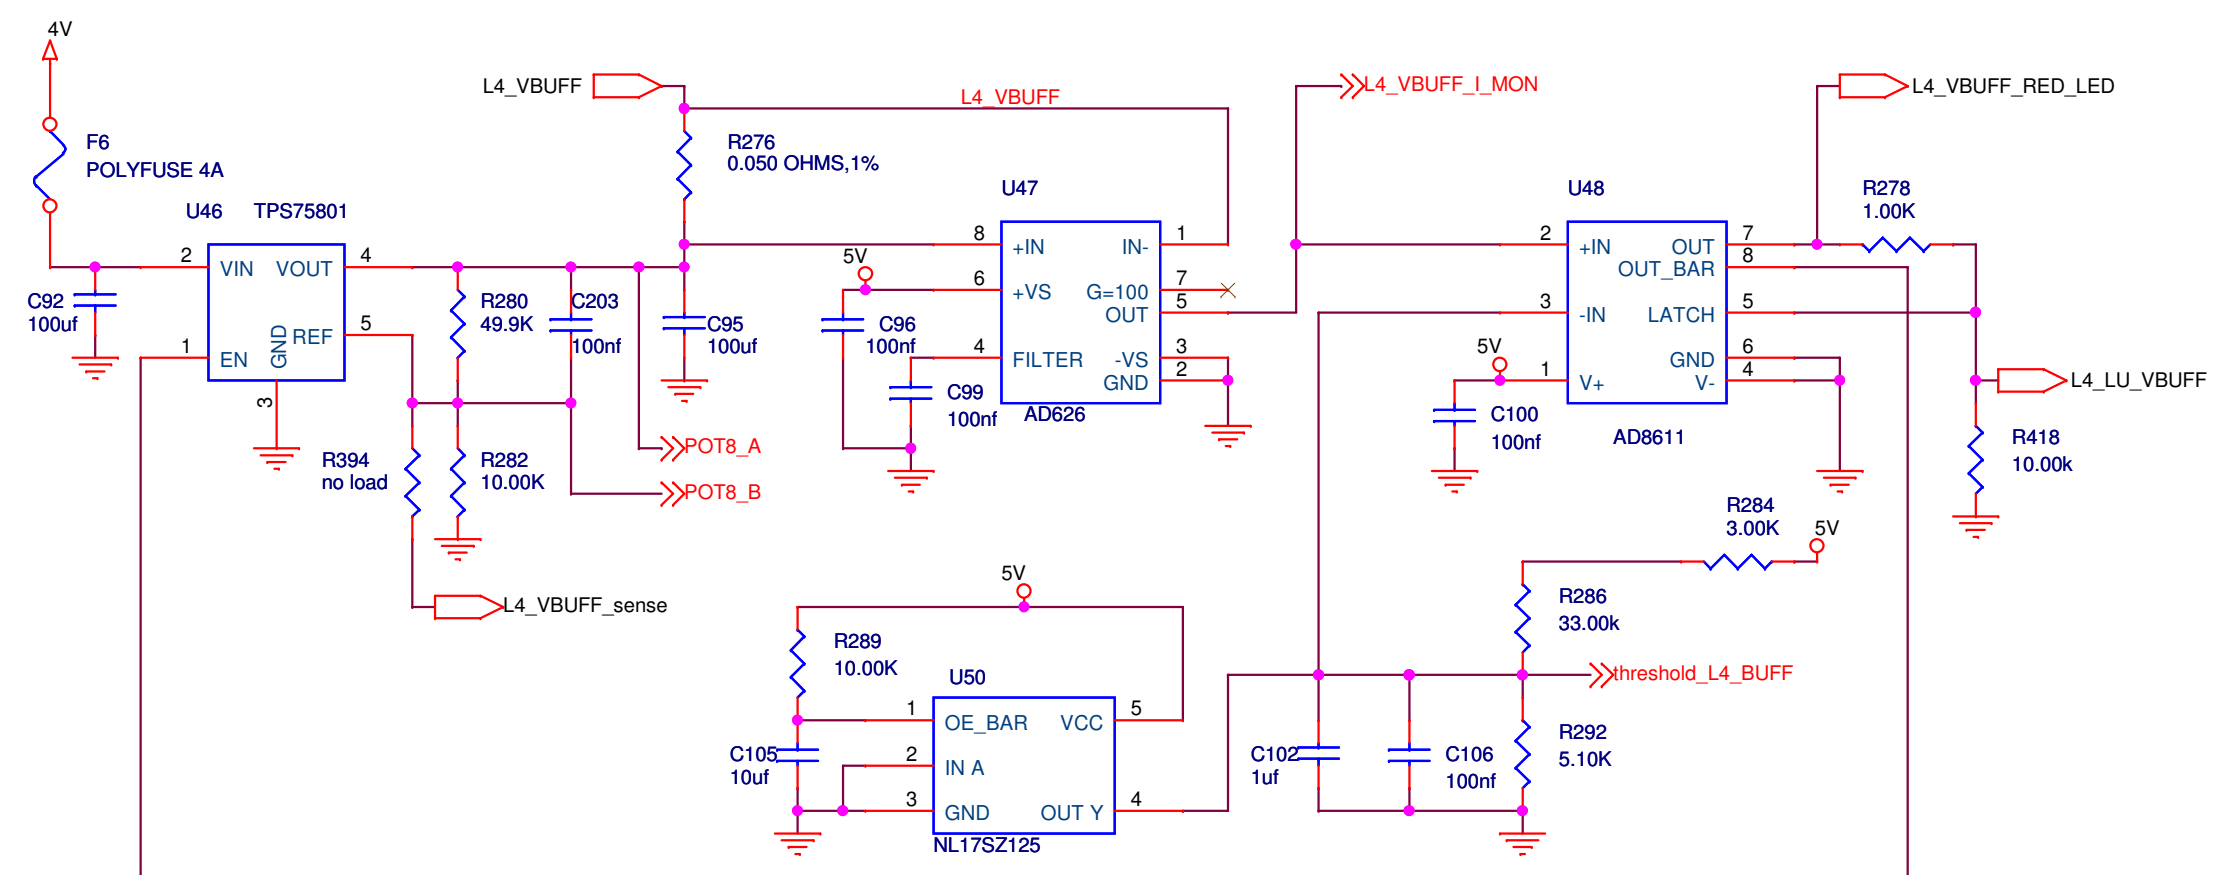 4V
F6
POLYFUSE 4A
U46 TPS75801
2 VIN VOUT 4
REF 5
GND
1 EN
3
C92
100uf
R280
49.9K
C203
100nf
C95
100uf
R394
no load
R282
10.00K
POT8_A
POT8_B
L4_VBUFF_sense
L4_VBUFF
L4_VBUFF
R276
0.050 OHMS,1%
U47
8 +IN IN- 1
5V
6 +VS G=100 7
OUT 5
4 FILTER -VS 3
GND 2
AD626
C96
100nf
C99
100nf
L4_VBUFF_I_MON
U48
2 +IN OUT 7
OUT_BAR 8
3 -IN LATCH 5
GND 6
1 V+ V- 4
AD8611
5V
C100
100nf
L4_VBUFF_RED_LED
R278
1.00K
L4_LU_VBUFF
R418
10.00k
R284
3.00K
5V
R286
33.00k
threshold_L4_BUFF
R292
5.10K
C102
1uf
C106
100nf
5V
R289
10.00K
C105
10uf
U50
1 OE_BAR VCC 5
2 IN A
3 GND OUT Y 4
NL17SZ125